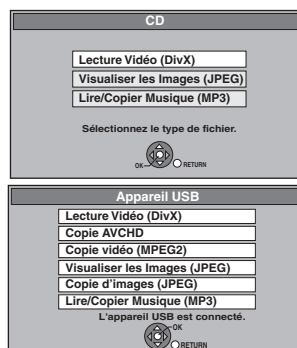 CD
Lecture Vidéo (DivX)
Visualiser les Images (JPEG)
Lire/Copier Musique (MP3)
Sélectionnez le type de fichier.
OK
RETURN
Appareil USB
Lecture Vidéo (DivX)
Copie AVCHD
Copie vidéo (MPEG2)
Visualiser les Images (JPEG)
Copie d'images (JPEG)
Lire/Copier Musique (MP3)
L'appareil USB est connecté.
OK
RETURN